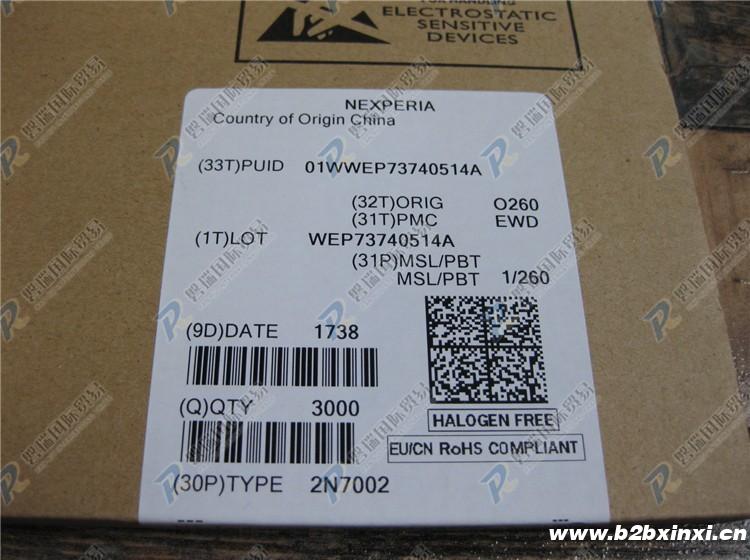 FOR HANDLING
ELECTROSTATIC
SENSITIVE
DEVICES
NEXPERIA
Country of Origin China
(33T)PUID 01WWEP73740514A
(32T)ORIG O260
(31T)PMC EWD
(1T)LOT WEP73740514A
(31P)MSL/PBT
MSL/PBT 1/260
(9D)DATE 1738
(Q)QTY 3000
HALOGEN FREE
EU/CN RoHS COMPLIANT
(30P)TYPE 2N7002
www.b2bxinxi.cn